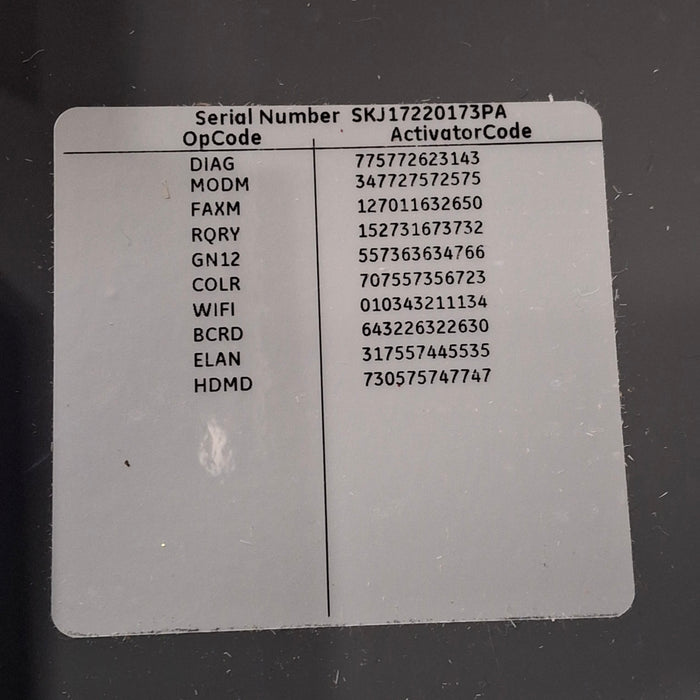 Serial Number SKJ17220173PA
OpCode ActivatorCode
DIAG 775772623143
MODM 347727572575
FAXM 127011632650
RQRY 152731673732
GN12 557363634766
COLR 707557356723
WIFI 010343211134
BCRD 643226322630
ELAN 317557445535
HDMD 730575747747